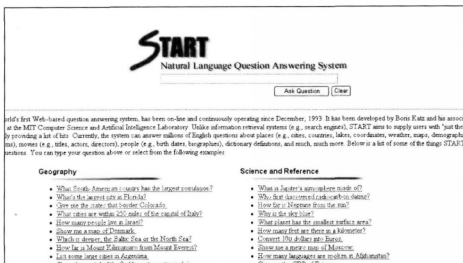 START
Natural Language Question Answering System
Ask Question Clear
orld's first Web-based question answering system, has been on-line and continuously operating since December, 1993. It has been developed by Boris Katz and his associ
at the MIT Computer Science and Artificial Intelligence Laboratory. Unlike information retrieval systems (e.g., search engines), START aims to supply users with "just the
ly providing a list of hits. Currently, the system can answer millions of English questions about places (e.g., cities, countries, lakes, coordinates, weather, maps, demograph
ms), movies (e.g., titles, actors, directors), people (e.g., birth dates, biographies), dictionary definitions, and much, much more. Below is a list of some of the things START
uestions. You can type your question above or select from the following examples:
Geography
What South-American country has the largest population?
What's the largest city in Florida?
Give me the states that border Colorado.
What cities are within 250 miles of the capital of Italy?
How many people live in Israel?
Show me a map of Denmark.
Which is deeper, the Baltic Sea or the North Sea?
How far is Mount Kilimanjaro from Mount Everest?
List some large cities in Argentina.
Science and Reference
What is Jupiter's atmosphere made of?
Who first discovered radiocarbon dating?
How far is Neptune from the sun?
Why is the sky blue?
What planet has the smallest surface area?
How many feet are there in a kilometer?
Convert 100 dollars into Euros.
Show me a metro map of Moscow.
How many languages are spoken in Afghanistan?